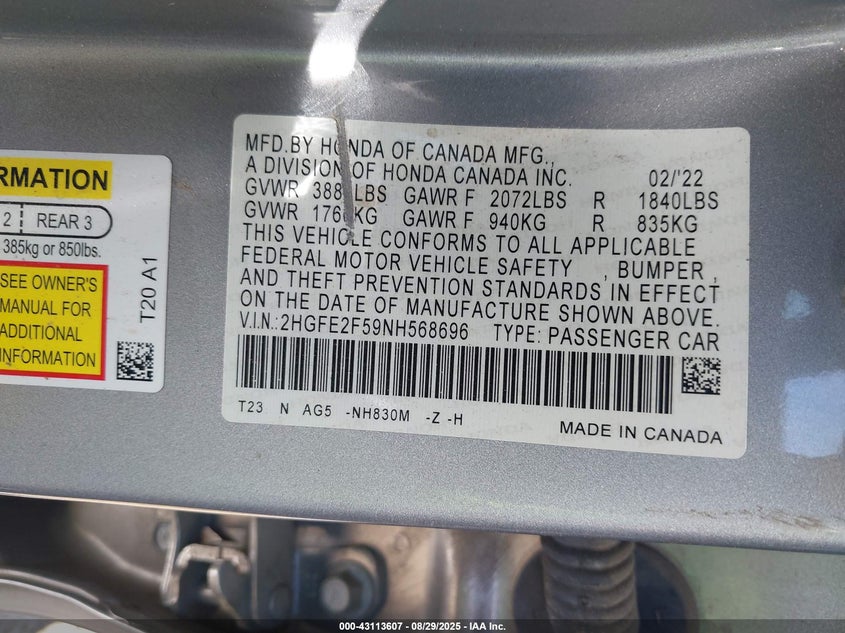 RMATION
2 REAR 3
385kg or 850lbs.
SEE OWNER'S
MANUAL FOR
ADDITIONAL
INFORMATION
T20 A1
MFD.BY HONDA OF CANADA MFG.,
A DIVISION OF HONDA CANADA INC. 02/'22
GVWR LBS GAWR F 2072LBS R 1840LBS
GVWR KG GAWR F 940KG R 835KG
THIS VEHICLE CONFORMS TO ALL APPLICABLE
FEDERAL MOTOR VEHICLE SAFETY , BUMPER ,
AND THEFT PREVENTION STANDARDS IN EFFECT
ON THE DATE OF MANUFACTURE SHOWN ABOVE.
V.I.N.:2HGFE2F59NH568696 TYPE: PASSENGER CAR
T23 N AG5 -NH830M -Z -H
MADE IN CANADA
000-43113607 - 08/29/2025 - IAA Inc.